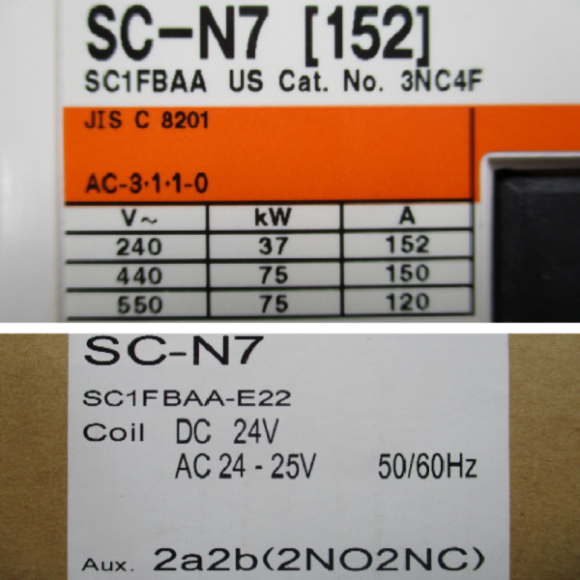 SC-N7 [152]
SC1FBAA US Cat. No. 3NC4F
JIS C 8201
AC-3·1·1-0
V~ kW A
240 37 152
440 75 150
550 75 120
SC-N7
SC1FBAA-E22
Coil DC 24V
AC 24 - 25V 50/60Hz
Aux. 2a2b(2NO2NC)